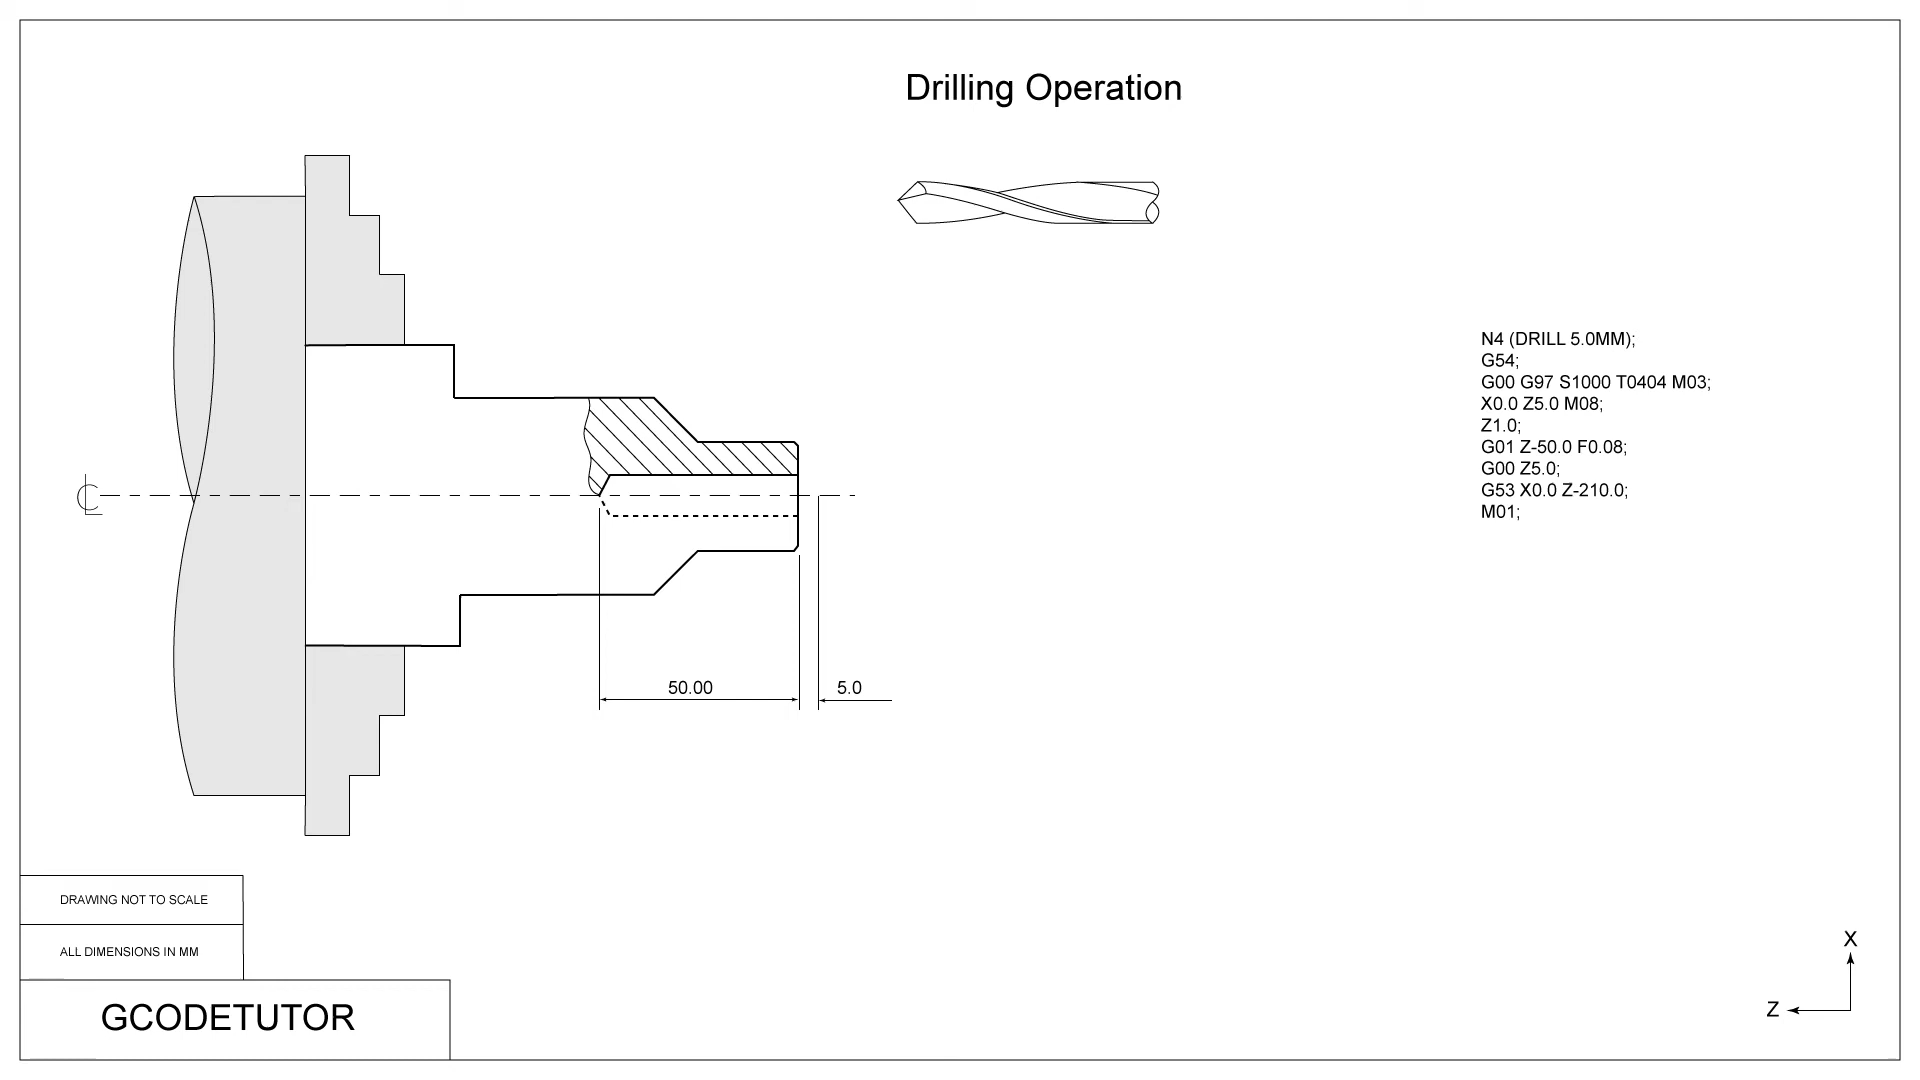 Drilling Operation
N4 (DRILL 5.0MM);
G54;
G00 G97 S1000 T0404 M03;
X0.0 Z5.0 M08;
Z1.0;
G01 Z-50.0 F0.08;
G00 Z5.0;
G53 X0.0 Z-210.0;
M01;
CL
50.00
5.0
DRAWING NOT TO SCALE
ALL DIMENSIONS IN MM
GCODETUTOR
X
Z